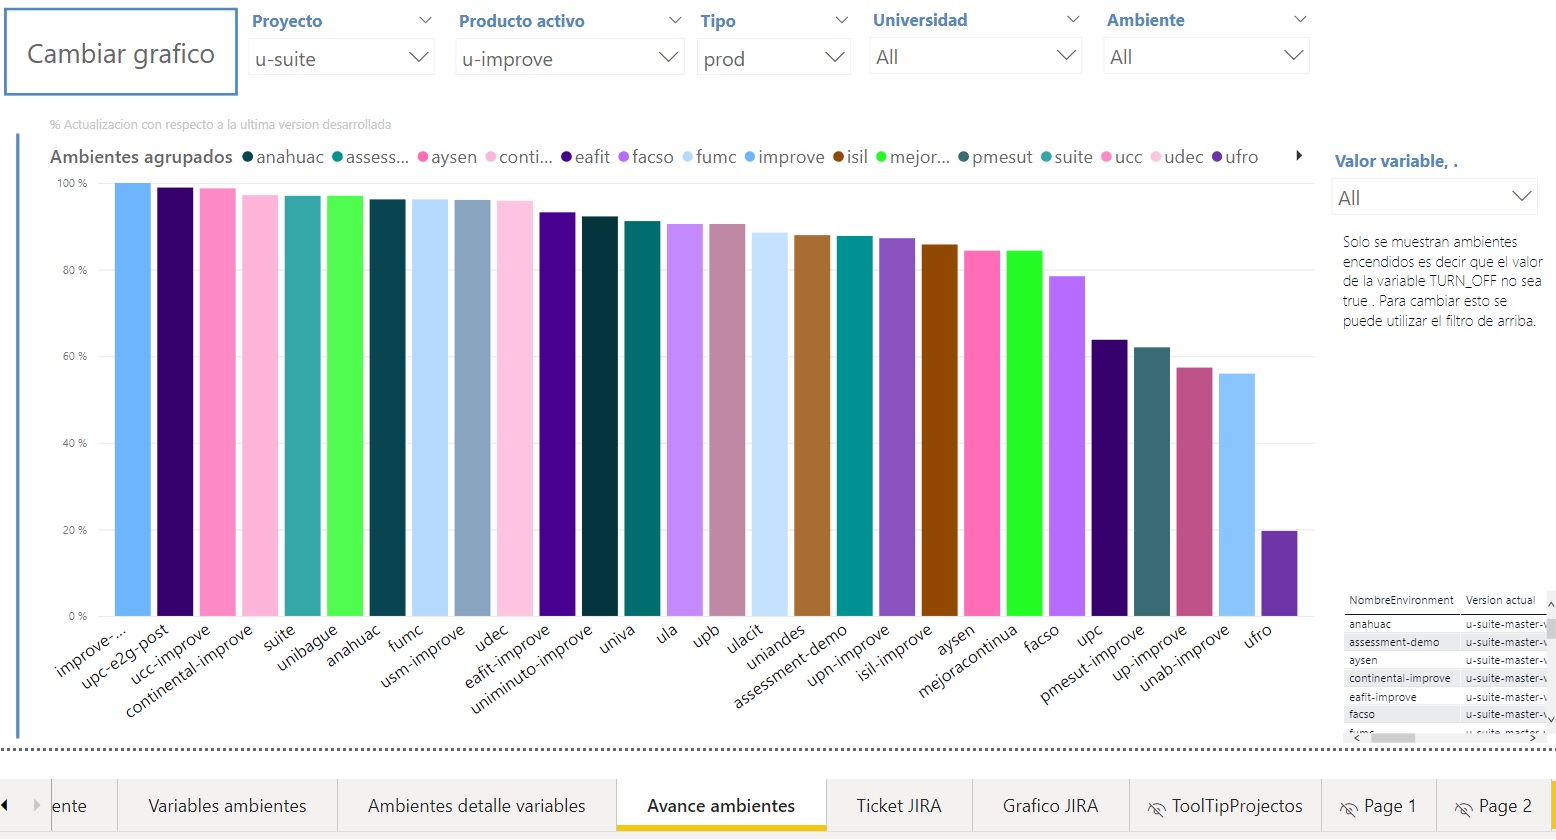 Cambiar grafico
Proyecto
u-suite
Producto activo
u-improve
Tipo
prod
Universidad
All
Ambiente
All
% Actualizacion con respecto a la ultima version desarrollada
Ambientes agrupados anahuac assess... aysen conti... eafit facso fumc improve isil mejor... pmesut suite ucc udec ufro
100 %
80 %
60 %
40 %
20 %
0 %
improve-...
upc-e2g-post
ucc-improve
continental-improve
suite
unibague
anahuac
fumc
usm-improve
udec
eafit-improve
uniminuto-improve
univa
ula
upb
ulacit
uniandes
assessment-demo
upn-improve
isil-improve
aysen
mejoracontinua
facso
upc
pmesut-improve
up-improve
unab-improve
ufro
Valor variable, .
All
Solo se muestran ambientes
encendidos es decir que el valor
de la variable TURN_OFF no sea
true . Para cambiar esto se
puede utilizar el filtro de arriba.
NombreEnvironment Version actual
anahuac u-suite-master-v
assessment-demo u-suite-master-v
aysen u-suite-master-v
continental-improve u-suite-master-v
eafit-improve u-suite-master-v
facso u-suite-master-v
ente Variables ambientes Ambientes detalle variables Avance ambientes Ticket JIRA Grafico JIRA ToolTipProjectos Page 1 Page 2